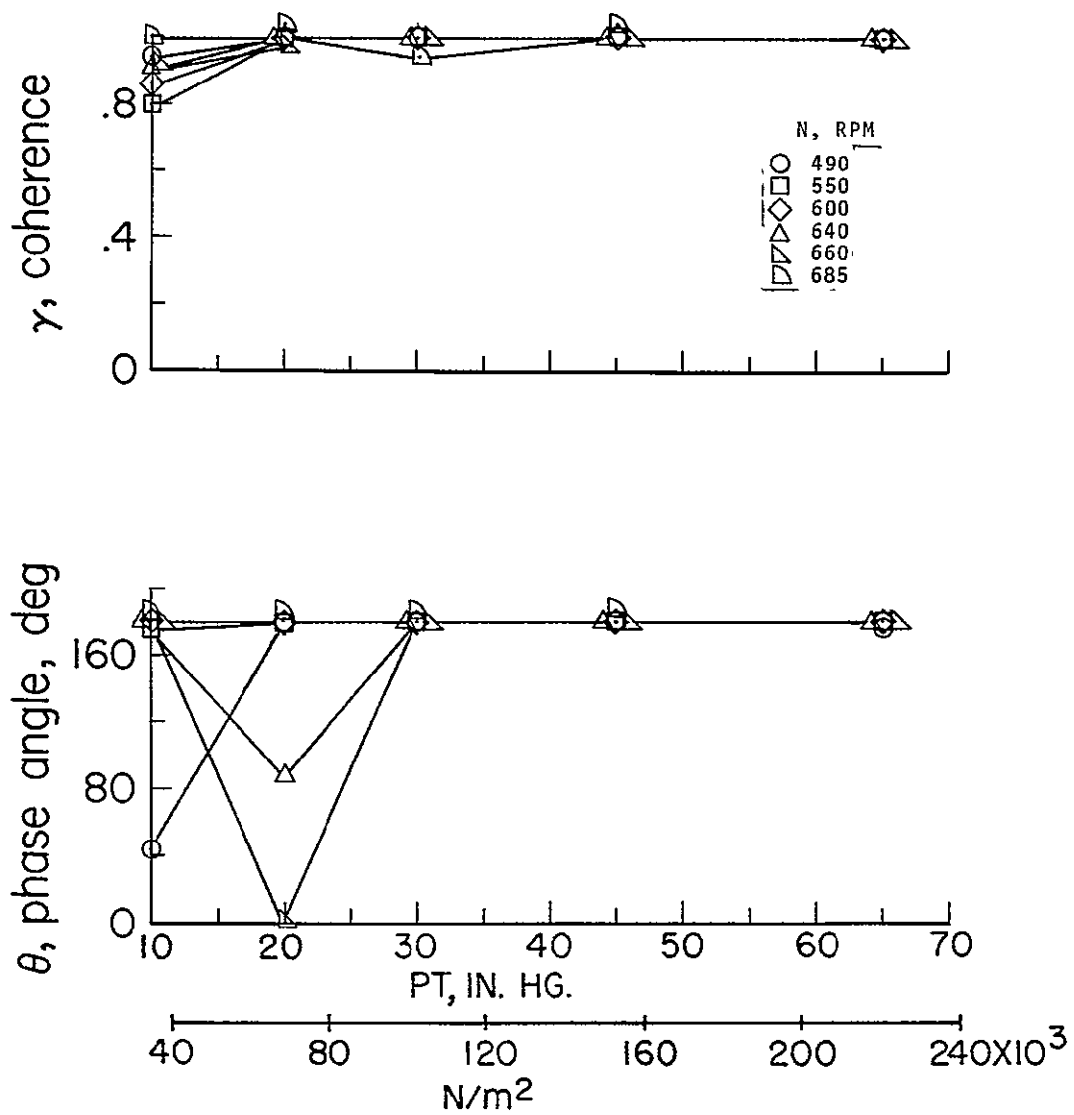 γ, coherence
.8
.4
0
N, RPM
490
550
600
640
660
685
θ, phase angle, deg
160
80
0
10 20 30 40 50 60 70
PT, IN. HG.
40 80 120 160 200 240X10³
N/m²